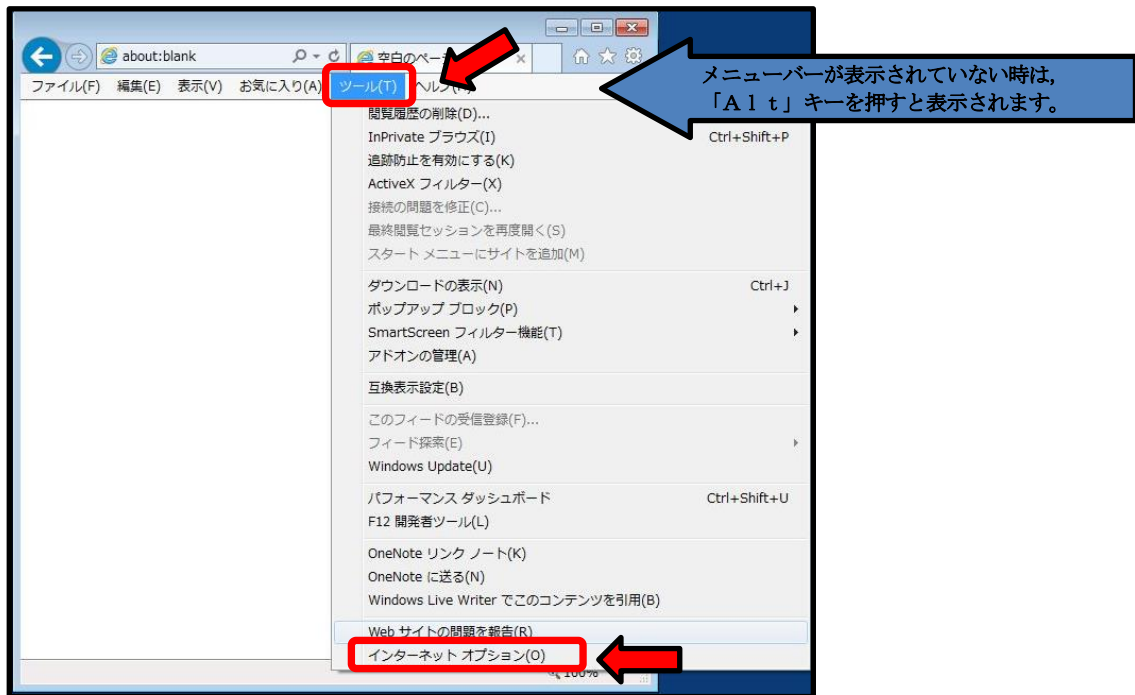 about:blank
空白のペー
ファイル(F) 編集(E) 表示(V) お気に入り(A) ツール(T)
メニューバーが表示されていない時は,
「Ａｌｔ」キーを押すと表示されます。
閲覧履歴の削除(D)...
InPrivate ブラウズ(I) Ctrl+Shift+P
追跡防止を有効にする(K)
ActiveX フィルター(X)
接続の問題を修正(C)...
最終閲覧セッションを再度開く(S)
スタート メニューにサイトを追加(M)
ダウンロードの表示(N) Ctrl+J
ポップアップ ブロック(P)
SmartScreen フィルター機能(T)
アドオンの管理(A)
互換表示設定(B)
このフィードの受信登録(F)...
フィード探索(E)
Windows Update(U)
パフォーマンス ダッシュボード Ctrl+Shift+U
F12 開発者ツール(L)
OneNote リンク ノート(K)
OneNote に送る(N)
Windows Live Writer でこのコンテンツを引用(B)
Web サイトの問題を報告(R)
インターネット オプション(O)
100%